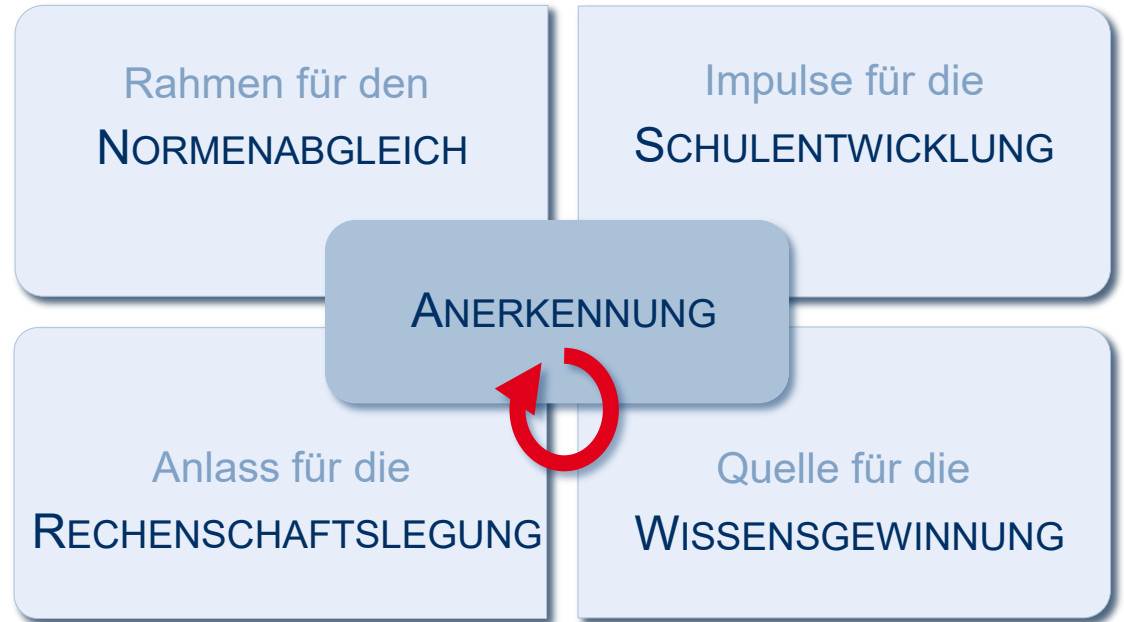 Rahmen für den
NORMENABGLEICH
Impulse für die
SCHULENTWICKLUNG
ANERKENNUNG
Anlass für die
RECHENSCHAFTSLEGUNG
Quelle für die
WISSENSGEWINNUNG